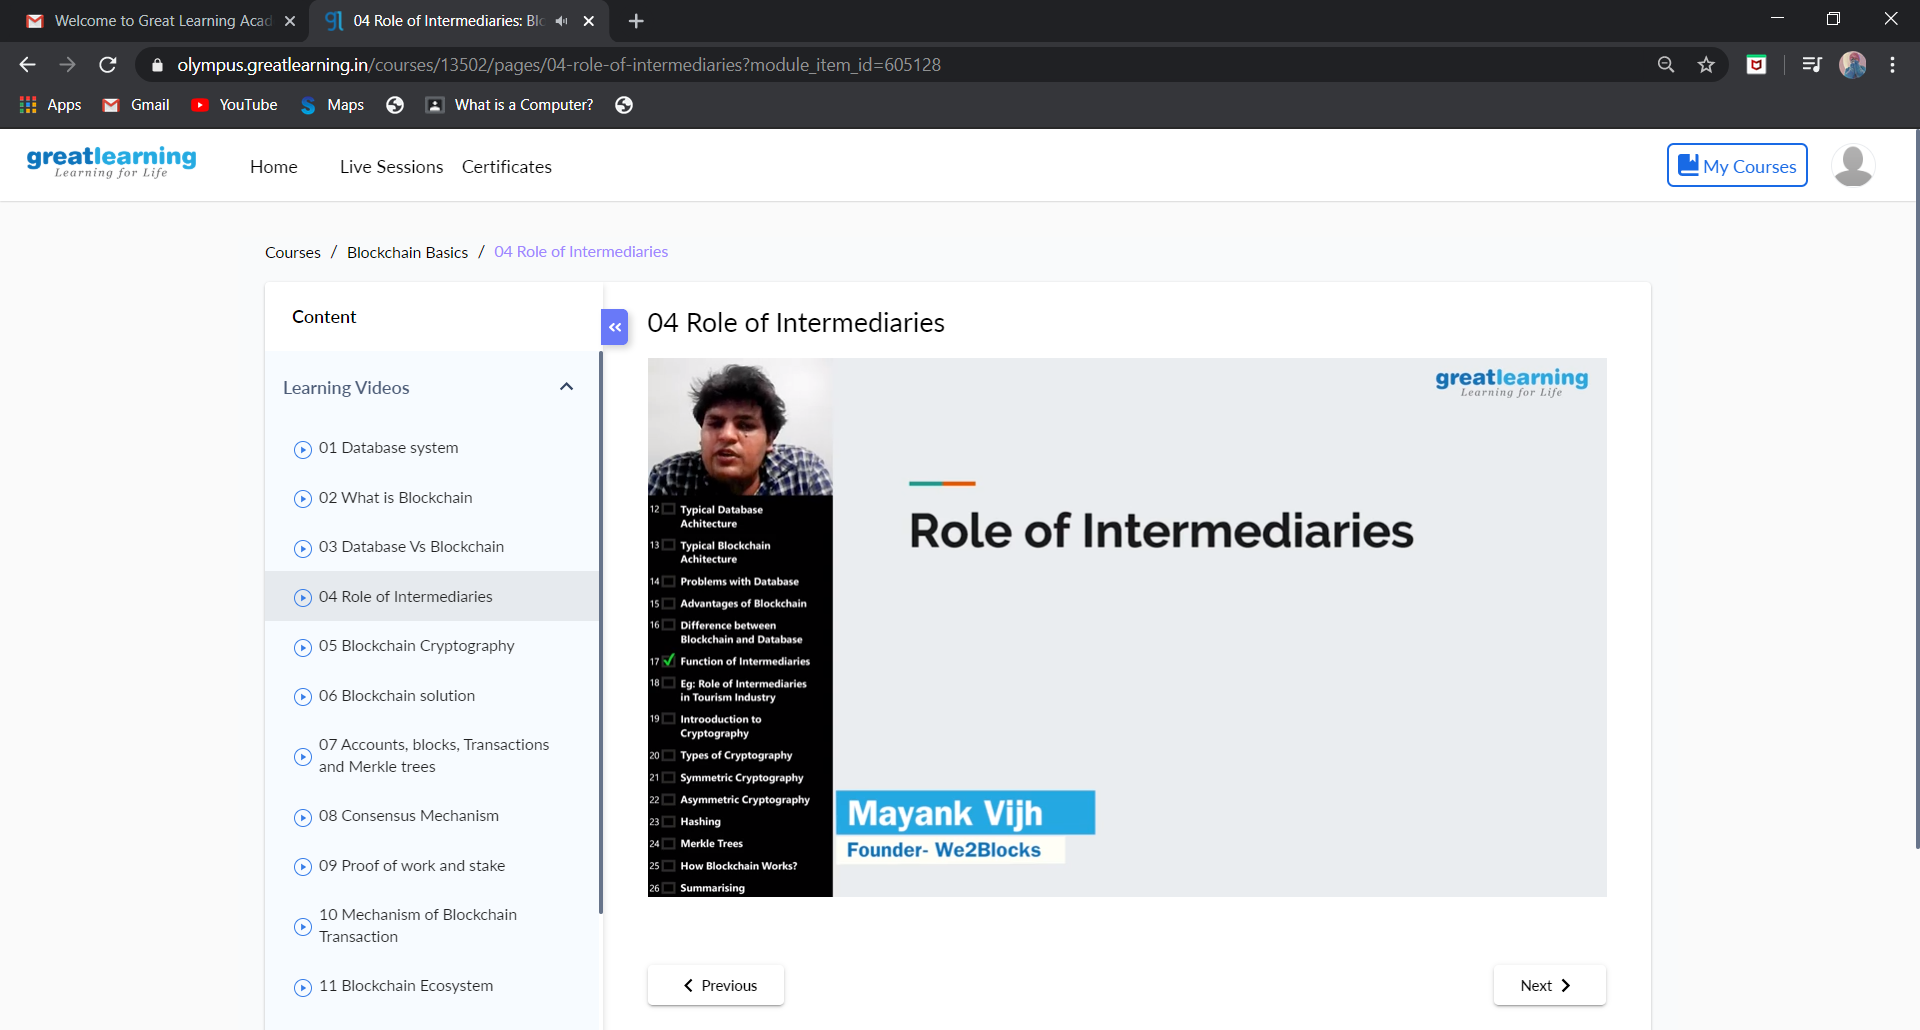 Welcome to Great Learning Acad
04 Role of Intermediaries: Blo
olympus.greatlearning.in/courses/13502/pages/04-role-of-intermediaries?module_item_id=605128
Apps
Gmail
YouTube
Maps
What is a Computer?
greatlearning
Learning for Life
Home
Live Sessions
Certificates
My Courses
Courses / Blockchain Basics / 04 Role of Intermediaries
Content
Learning Videos
01 Database system
02 What is Blockchain
03 Database Vs Blockchain
04 Role of Intermediaries
05 Blockchain Cryptography
06 Blockchain solution
07 Accounts, blocks, Transactions
and Merkle trees
08 Consensus Mechanism
09 Proof of work and stake
10 Mechanism of Blockchain
Transaction
11 Blockchain Ecosystem
04 Role of Intermediaries
12 Typical Database
Achitecture
13 Typical Blockchain
Achitecture
14 Problems with Database
15 Advantages of Blockchain
16 Difference between
Blockchain and Database
17 Function of Intermediaries
18 Eg: Role of Intermediaries
in Tourism Industry
19 Introoduction to
Cryptography
20 Types of Cryptography
21 Symmetric Cryptography
22 Asymmetric Cryptography
23 Hashing
24 Merkle Trees
25 How Blockchain Works?
26 Summarising
greatlearning
Learning for Life
Role of Intermediaries
Mayank Vijh
Founder- We2Blocks
Previous
Next